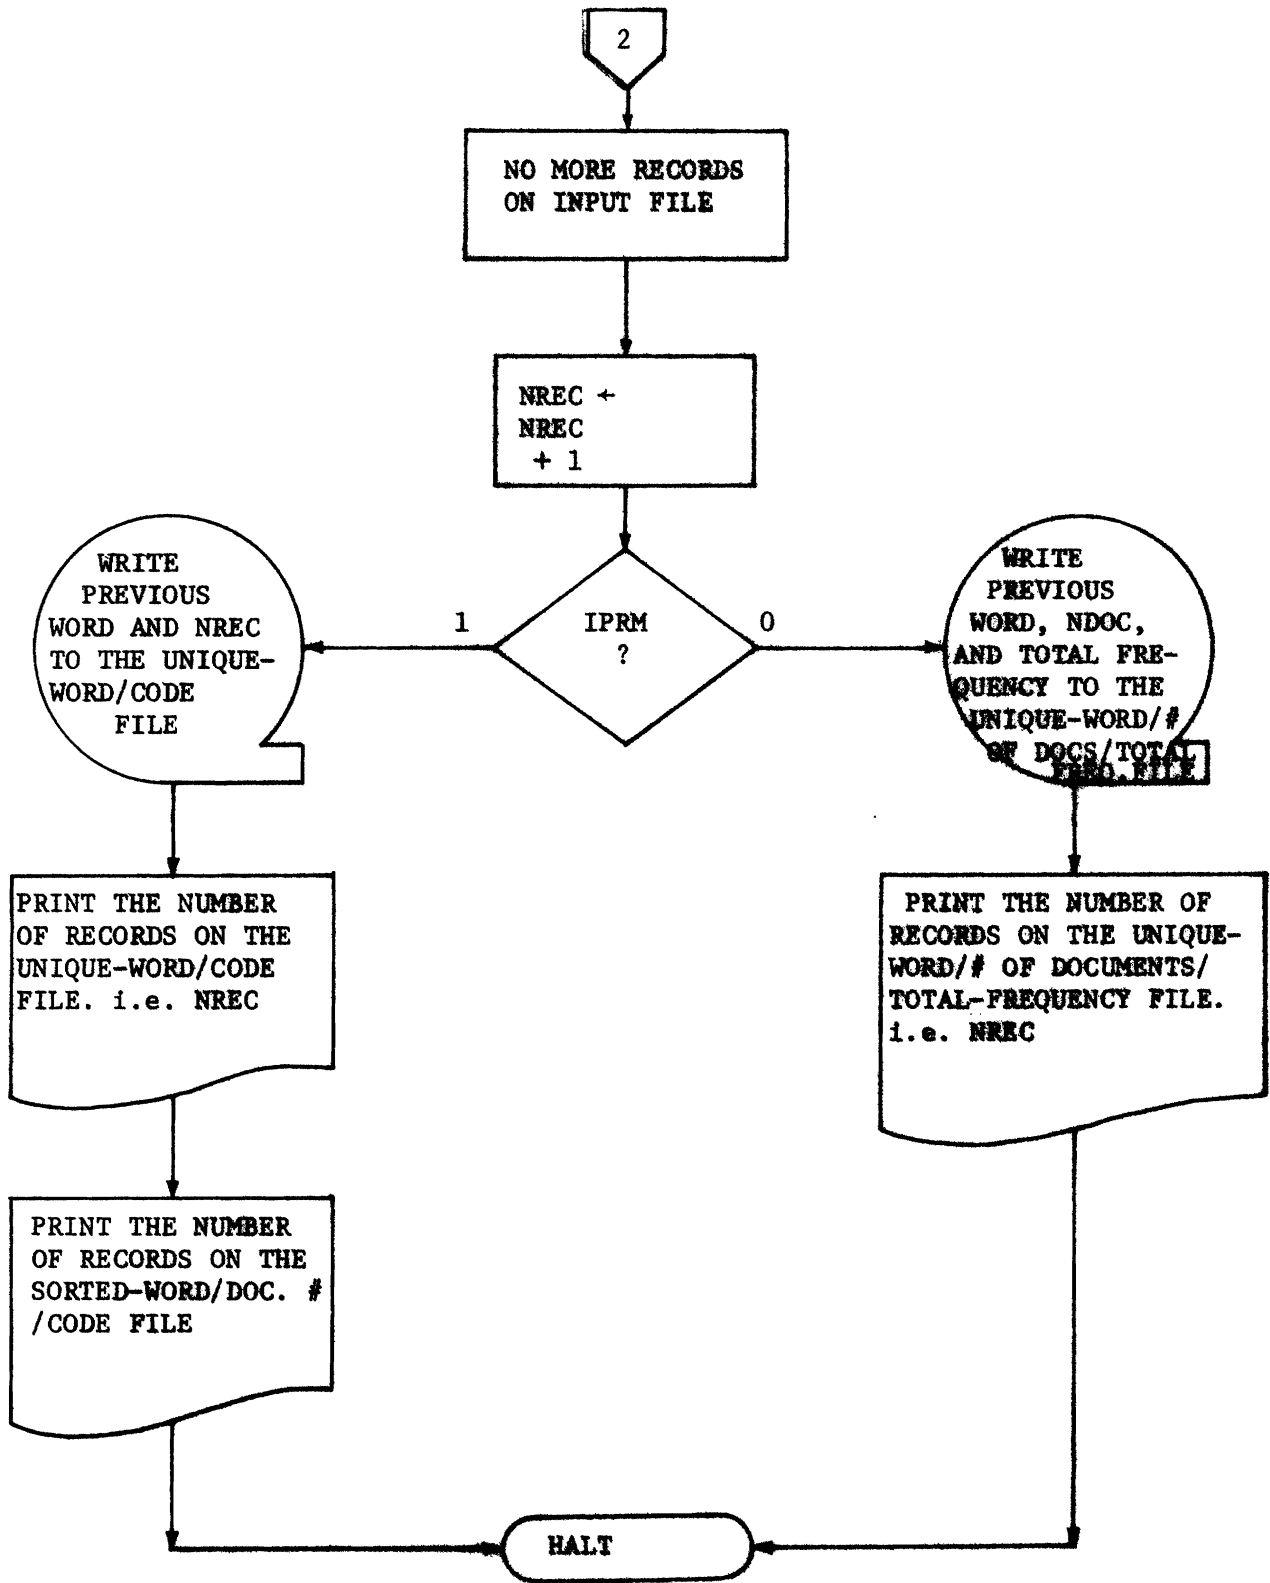 2
NO MORE RECORDS
ON INPUT FILE
NREC ←
NREC
+ 1
IPRM
?
1
0
WRITE
PREVIOUS
WORD AND NREC
TO THE UNIQUE-
WORD/CODE
FILE
PRINT THE NUMBER
OF RECORDS ON THE
UNIQUE-WORD/CODE
FILE. i.e. NREC
PRINT THE NUMBER
OF RECORDS ON THE
SORTED-WORD/DOC. #
/CODE FILE
WRITE
PREVIOUS
WORD, NDOC,
AND TOTAL FRE-
QUENCY TO THE
UNIQUE-WORD/#
OF DOCS/TOTAL
FREQ.FILE
PRINT THE NUMBER OF
RECORDS ON THE UNIQUE-
WORD/# OF DOCUMENTS/
TOTAL-FREQUENCY FILE.
i.e. NREC
HALT